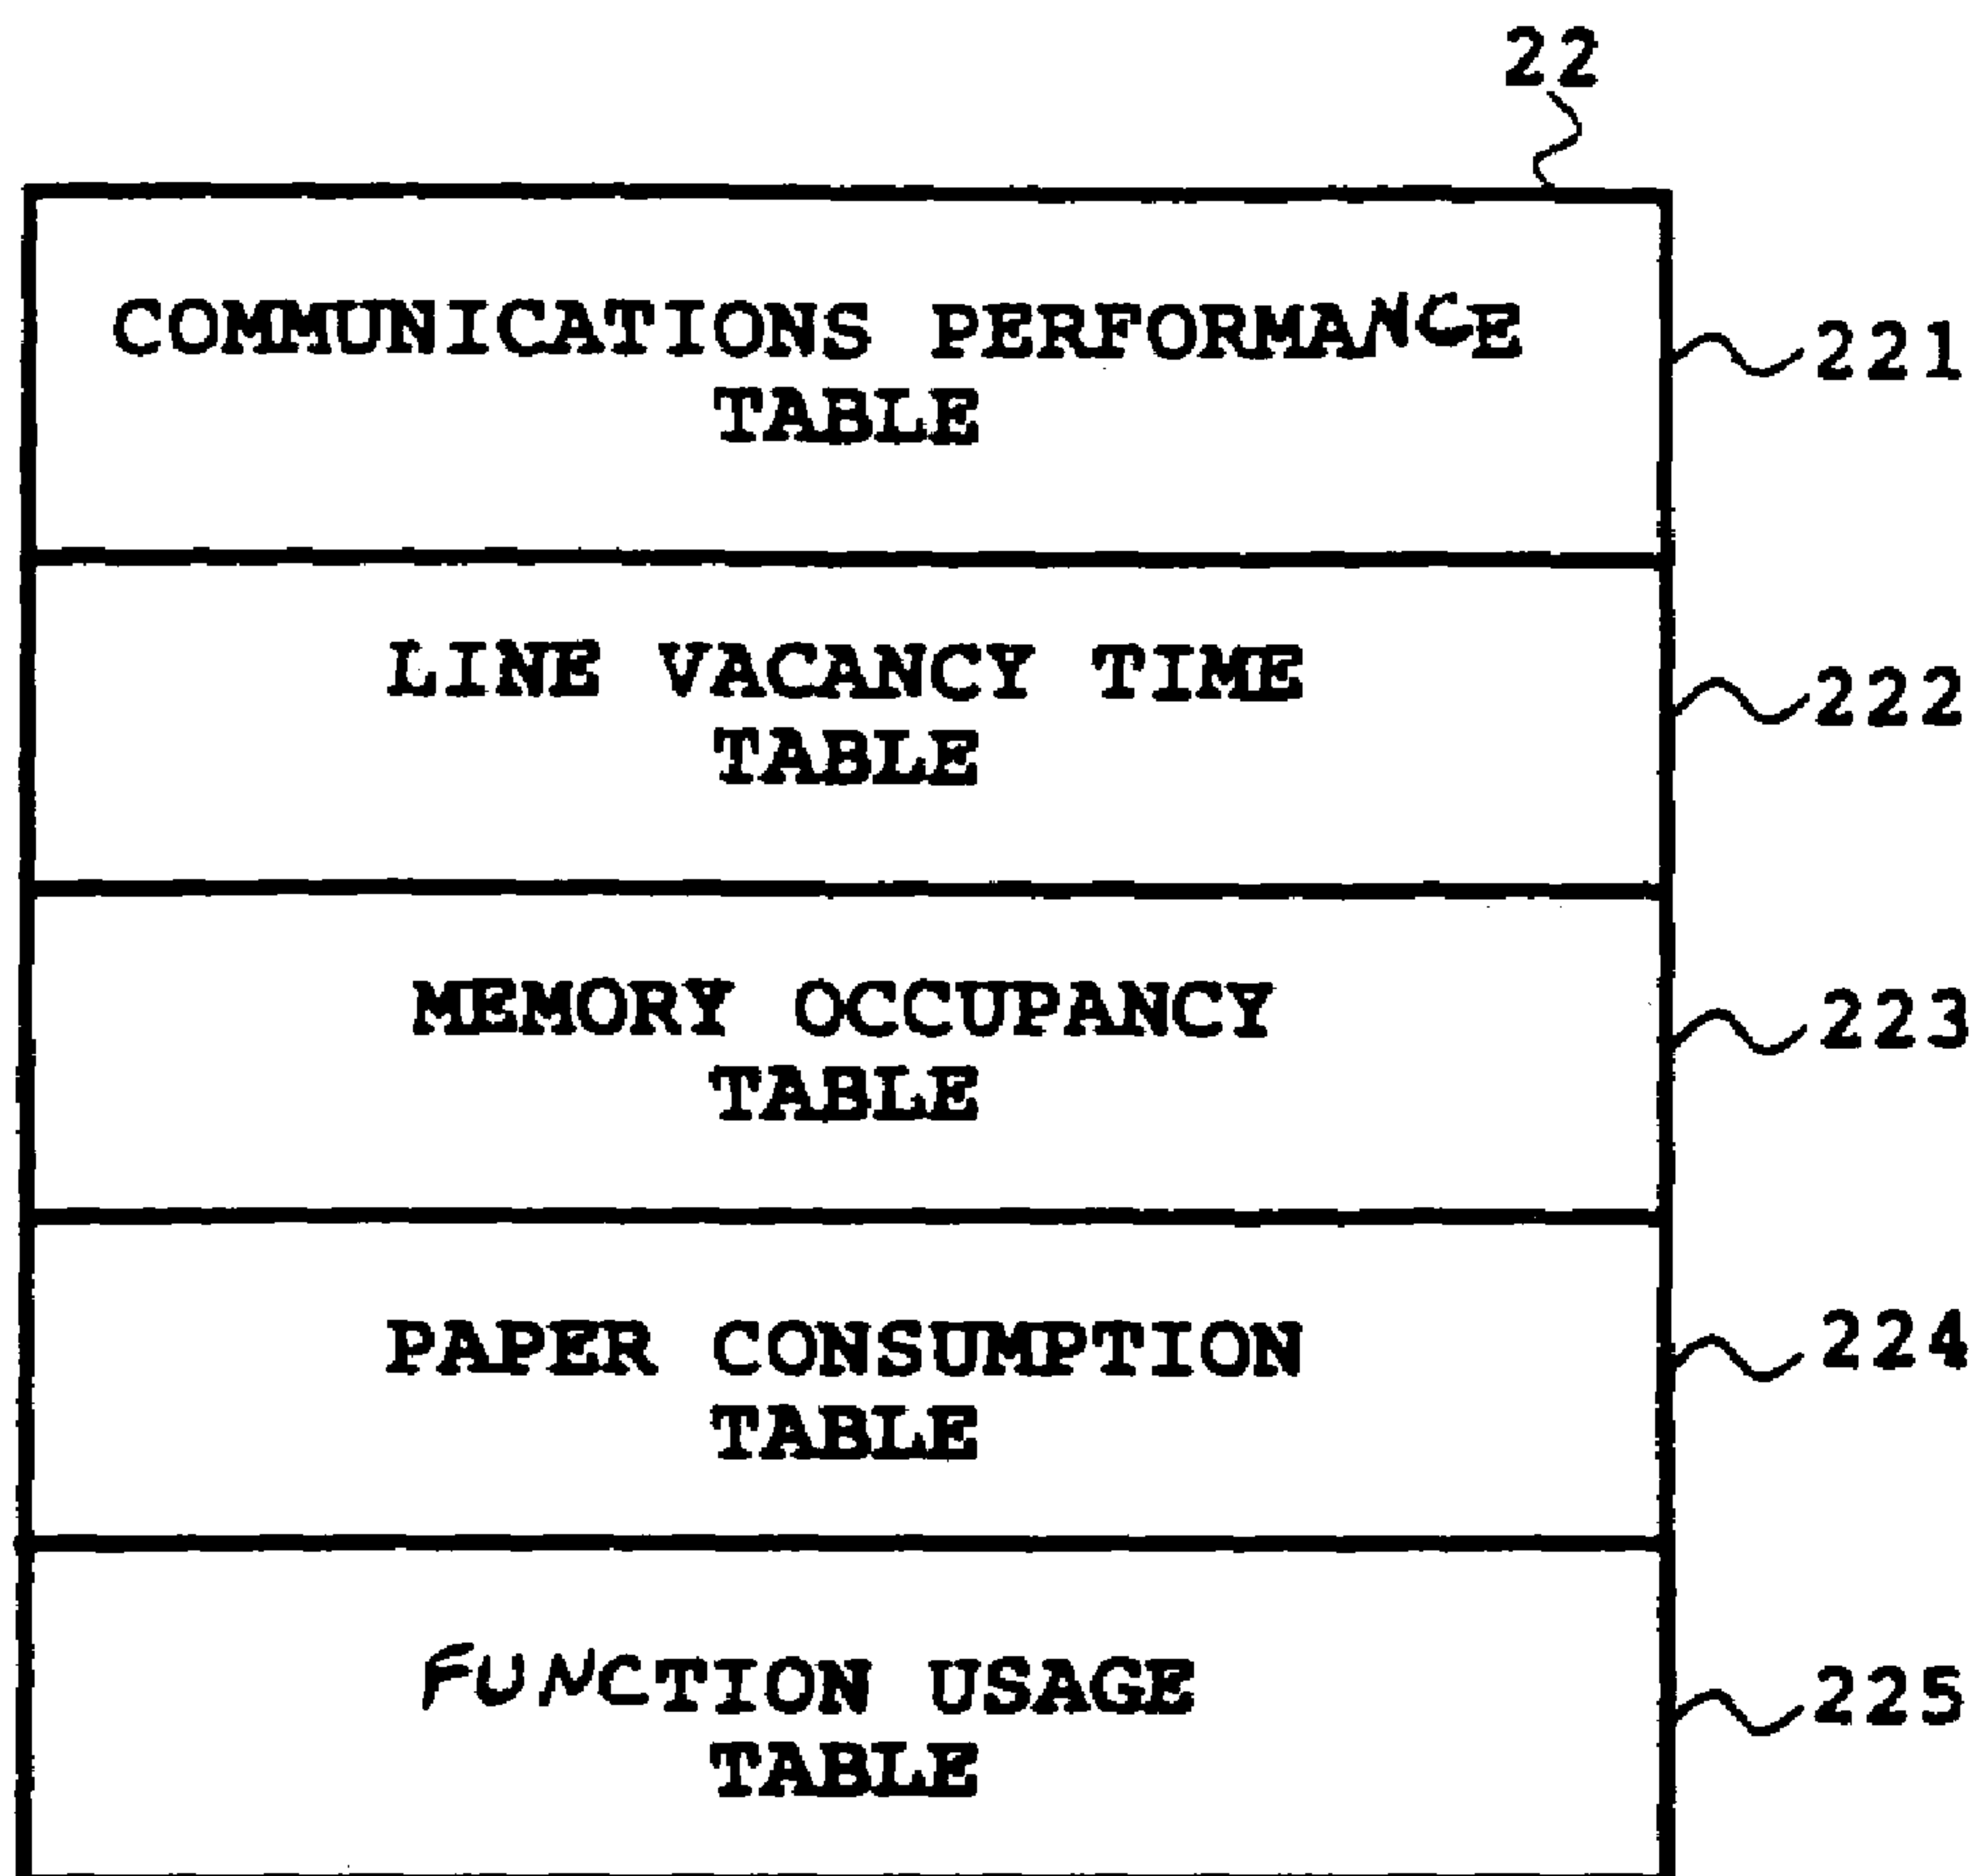 22
COMMUNICATIONS PERFORMANCE
TABLE
221
LINE VACANCY TIME
TABLE
222
MEMORY OCCUPANCY
TABLE
223
PAPER CONSUMPTION
TABLE
224
FUNCTION USAGE
TABLE
225